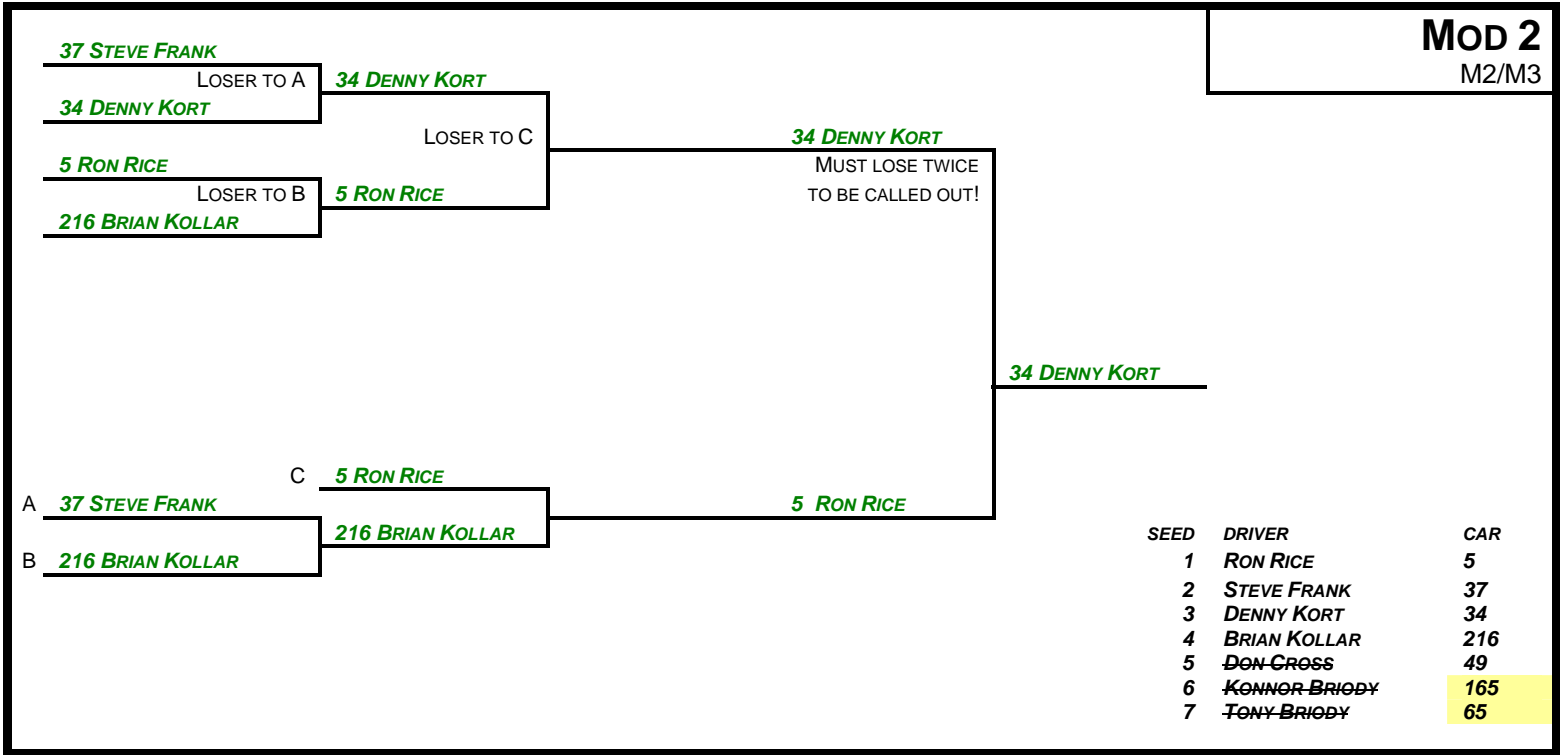 MOD 2
M2/M3
37 STEVE FRANK
LOSER TO A
34 DENNY KORT
34 DENNY KORT
LOSER TO C
34 DENNY KORT
5 RON RICE
MUST LOSE TWICE
LOSER TO B
5 RON RICE
TO BE CALLED OUT!
216 BRIAN KOLLAR
34 DENNY KORT
C 5 RON RICE
A 37 STEVE FRANK
5 RON RICE
216 BRIAN KOLLAR
B 216 BRIAN KOLLAR
SEED DRIVER CAR
1 RON RICE 5
2 STEVE FRANK 37
3 DENNY KORT 34
4 BRIAN KOLLAR 216
5 DON CROSS 49
6 KONNOR BRIODY 165
7 TONY BRIODY 65